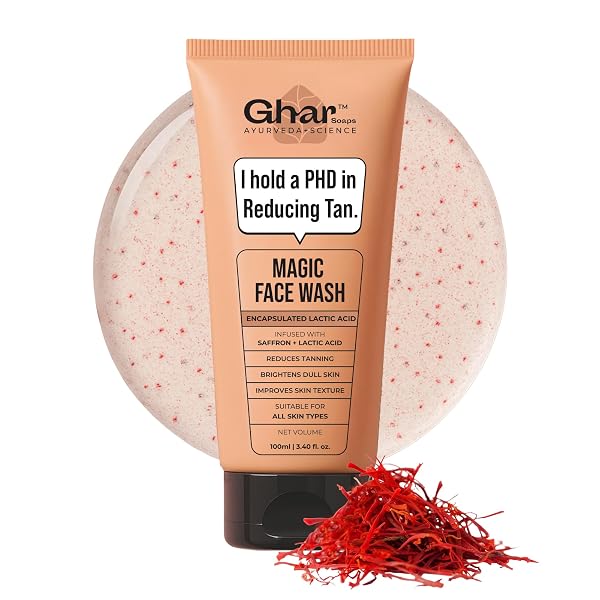 Ghar™
Soaps
AYURVEDA+SCIENCE
I hold a PHD in
Reducing Tan.
MAGIC
FACE WASH
ENCAPSULATED LACTIC ACID
INFUSED WITH
SAFFRON + LACTIC ACID
REDUCES TANNING
BRIGHTENS DULL SKIN
IMPROVES SKIN TEXTURE
SUITABLE FOR
ALL SKIN TYPES
NET VOLUME
100ml | 3.40 fl. oz.